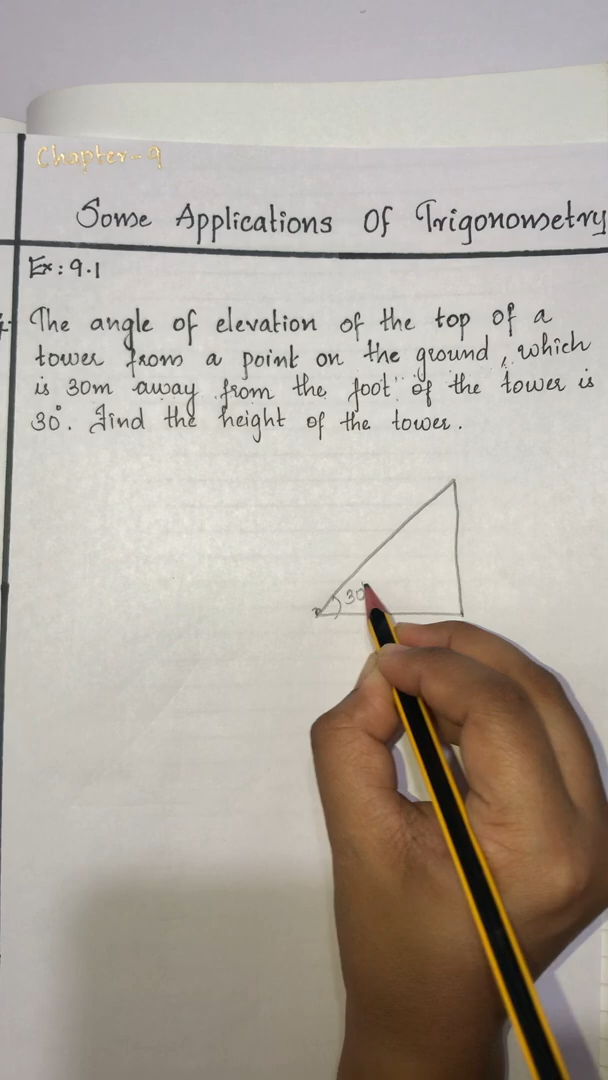 Chapter-9
Some Applications Of Trigonometry
Ex: 9.1
The angle of elevation of the top of a
tower from a point on the ground, which
is 30m away from the foot of the tower is
30°. Find the height of the tower.
30